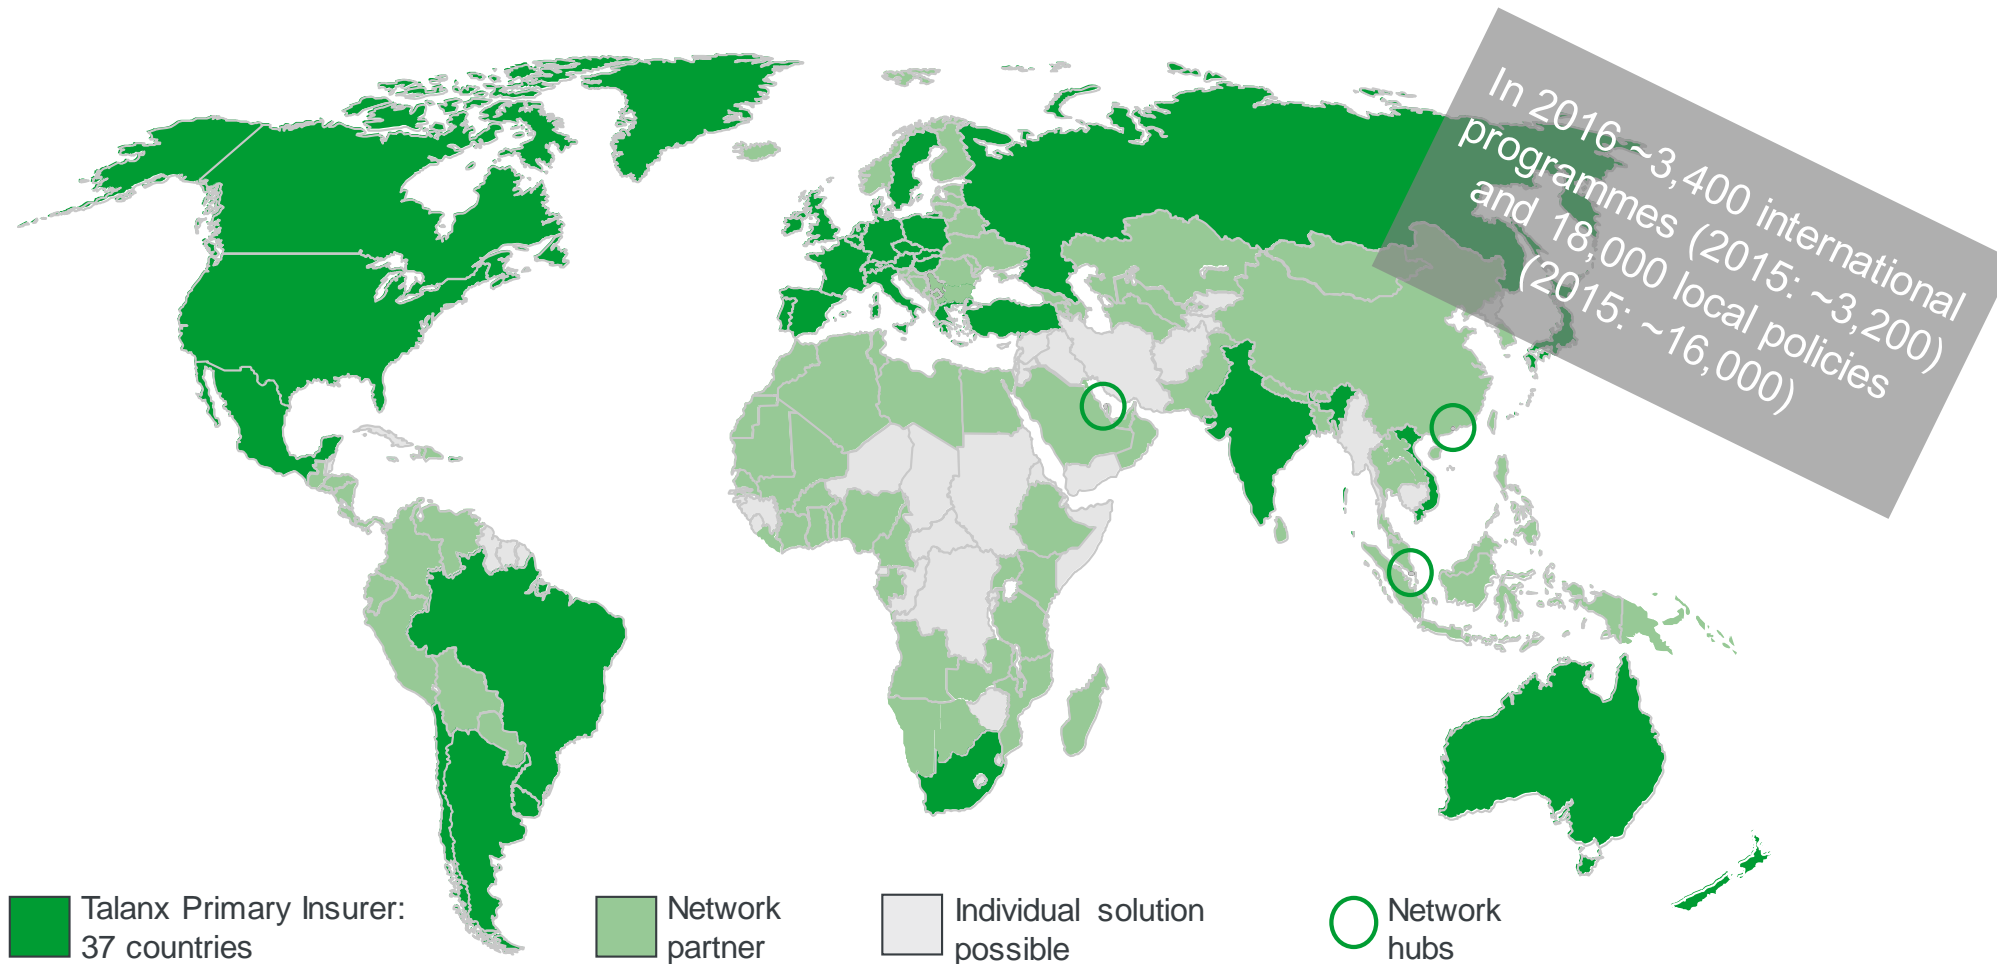 In 2016 ~3,400 international
programmes (2015: ~3,200)
and 18,000 local policies
(2015: ~16,000)
Talanx Primary Insurer:
37 countries
Network
partner
Individual solution
possible
Network
hubs